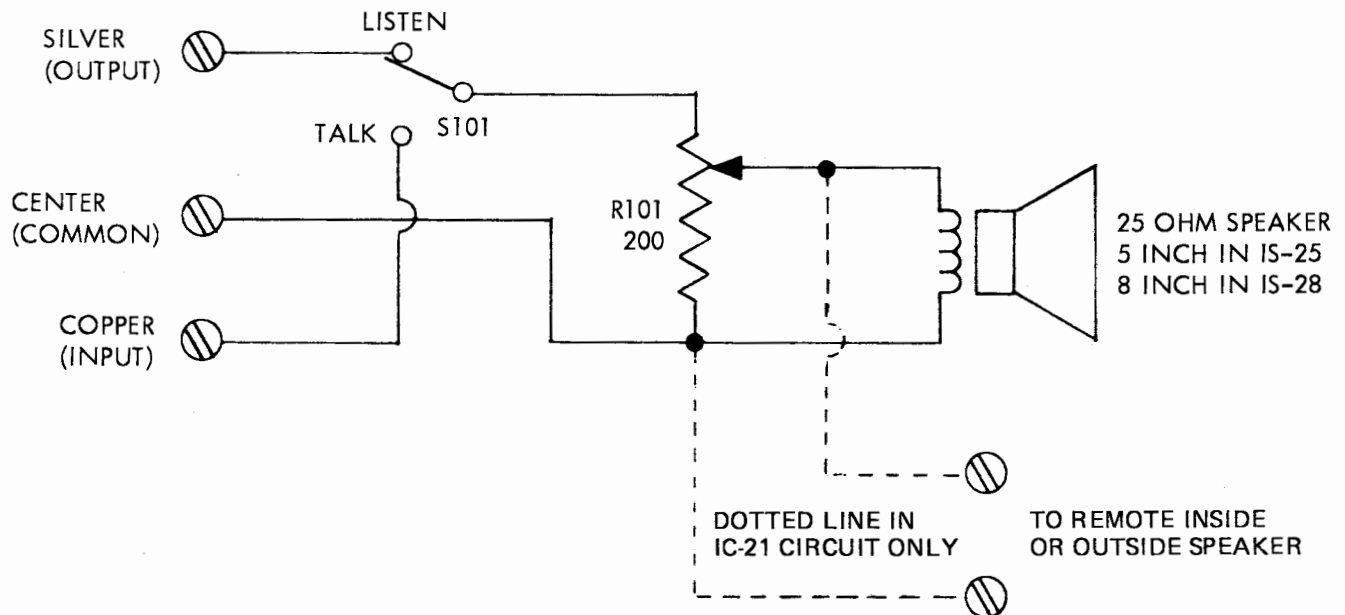 LISTEN
SILVER
(OUTPUT)
TALK
S101
CENTER
(COMMON)
R101
200
25 OHM SPEAKER
5 INCH IN IS-25
8 INCH IN IS-28
COPPER
(INPUT)
DOTTED LINE IN
IC-21 CIRCUIT ONLY
TO REMOTE INSIDE
OR OUTSIDE SPEAKER